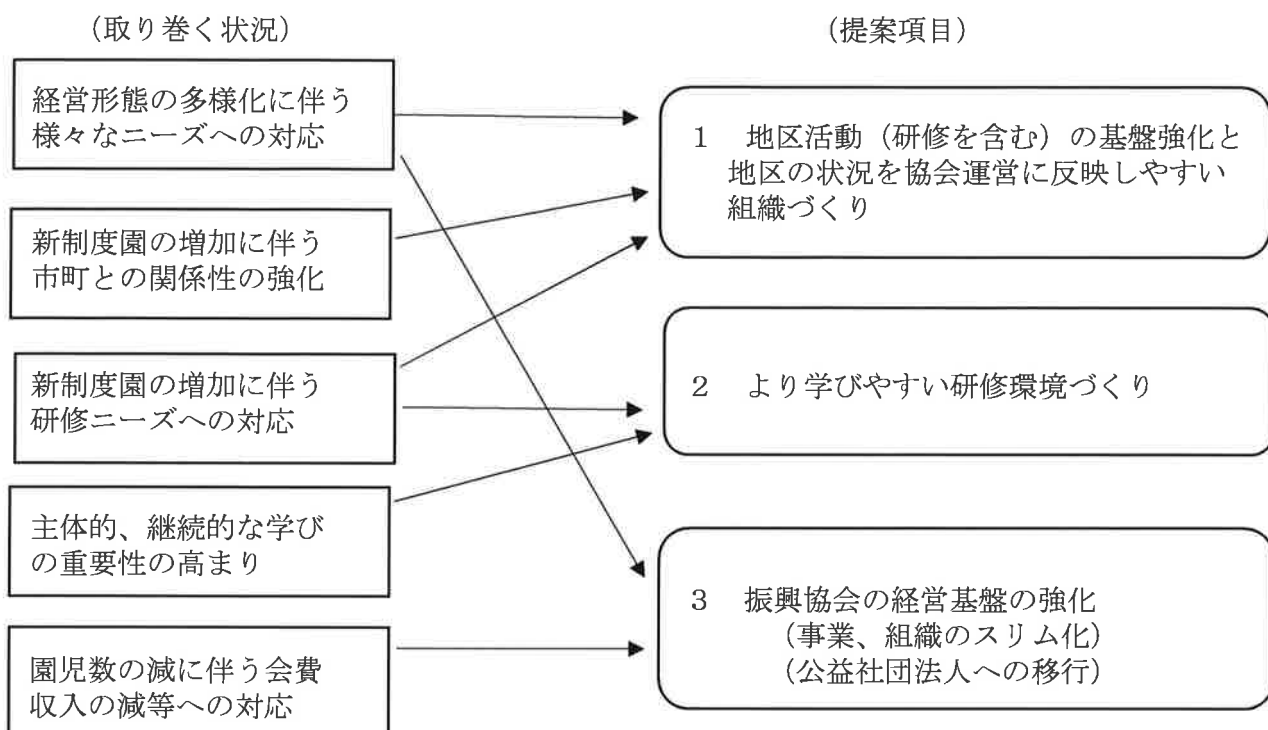 (取り巻く状況)
経営形態の多様化に伴う
様々なニーズへの対応
新制度園の増加に伴う
市町との関係性の強化
新制度園の増加に伴う
研修ニーズへの対応
主体的、継続的な学び
の重要性の高まり
園児数の減に伴う会費
収入の減等への対応
(提案項目)
1 地区活動(研修を含む)の基盤強化と
地区の状況を協会運営に反映しやすい
組織づくり
2 より学びやすい研修環境づくり
3 振興協会の経営基盤の強化
(事業、組織のスリム化)
(公益社団法人への移行)